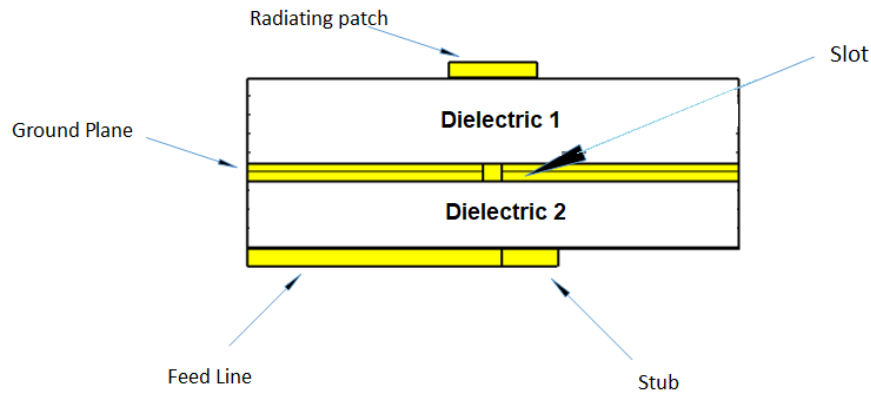 Radiating patch
Slot
Dielectric 1
Ground Plane
Dielectric 2
Feed Line
Stub